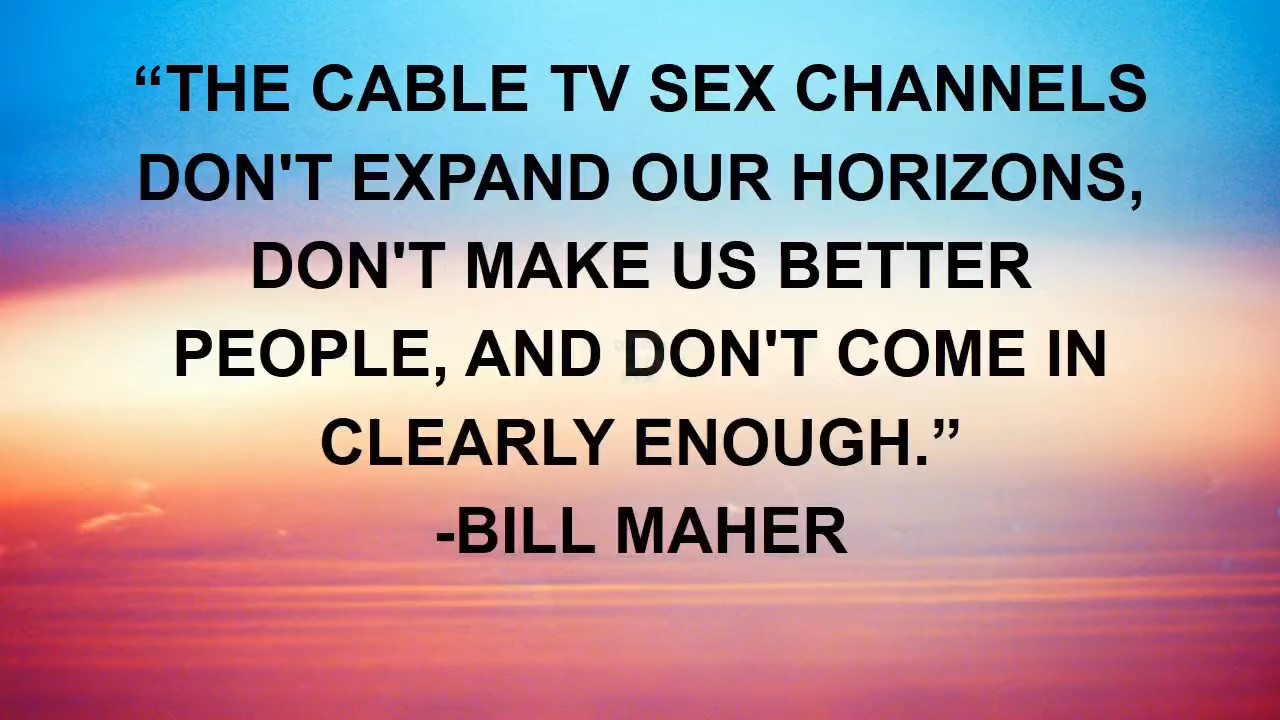 “THE CABLE TV SEX CHANNELS
DON'T EXPAND OUR HORIZONS,
DON'T MAKE US BETTER
PEOPLE, AND DON'T COME IN
CLEARLY ENOUGH.”
-BILL MAHER